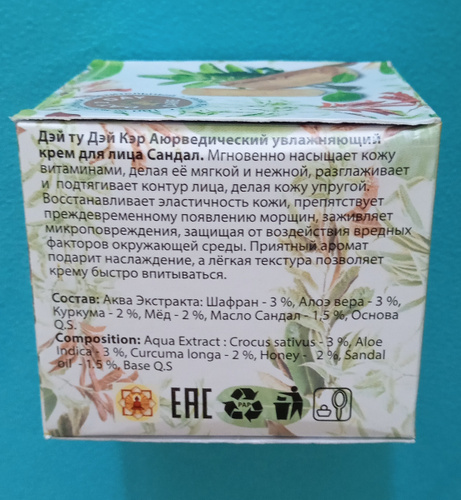 Дэй ту Дэй Кэр Аюрведический увлажняющий
крем для лица Сандал. Мгновенно насыщает кожу
витаминами, делая её мягкой и нежной, разглаживает
и подтягивает контур лица, делая кожу упругой.
Восстанавливает эластичность кожи, препятствует
преждевременному появлению морщин, заживляет
микроповреждения, защищая от воздействия вредных
факторов окружающей среды. Приятный аромат
подарит наслаждение, а лёгкая текстура позволяет
крему быстро впитываться.
Состав: Аква Экстракта: Шафран - 3 %, Алоэ вера - 3 %,
Куркума - 2 %, Мёд - 2 %, Масло Сандал - 1,5 %, Основа
Q.S.
Composition: Aqua Extract : Crocus sativus - 3 %, Aloe
Indica - 3 %, Curcuma longa - 2 %, Honey - 2 %, Sandal
oil - 1.5 %, Base Q.S
EAC PAP